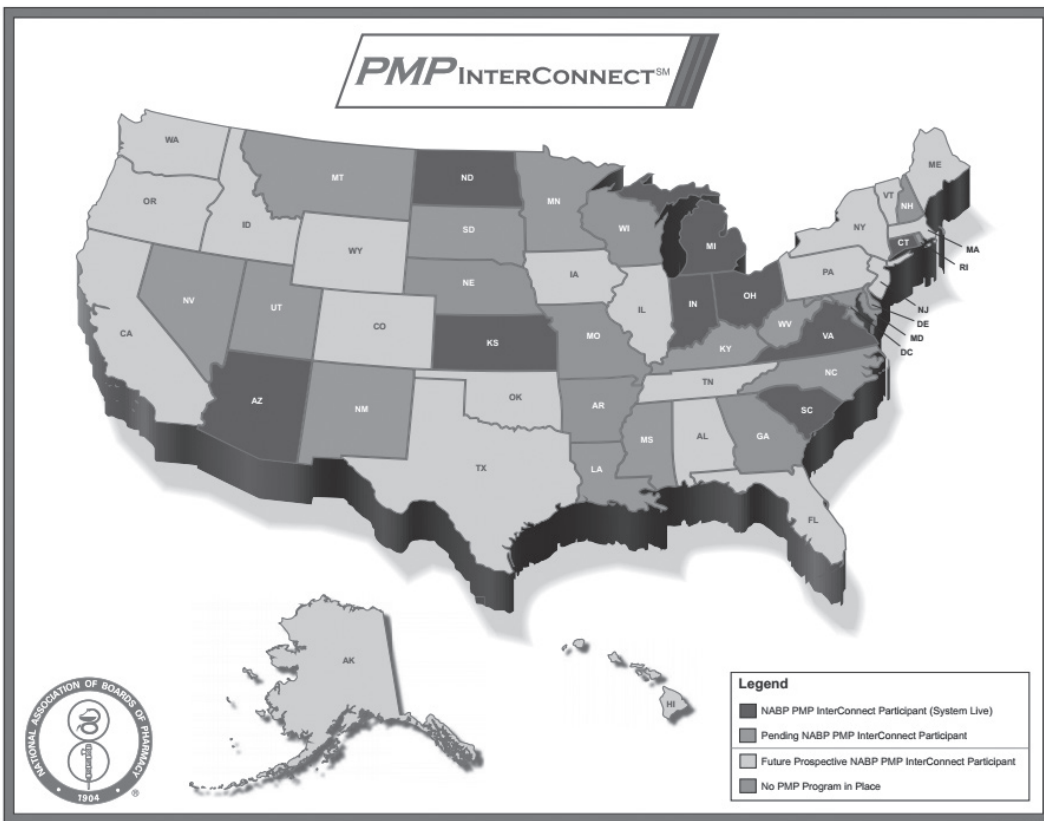 PMP INTERCONNECT SM
WA
MT
ND
MN
OR
ID
WY
SD
WI
MI
NY
VT
NH
ME
MA
RI
CT
NV
UT
CO
NE
IA
IL
IN
OH
PA
NJ
DE
MD
DC
CA
AZ
NM
KS
MO
KY
WV
VA
OK
AR
TN
NC
SC
TX
LA
MS
AL
GA
FL
AK
HI
NATIONAL ASSOCIATION OF BOARDS OF PHARMACY
1904
®
Legend
NABP PMP InterConnect Participant (System Live)
Pending NABP PMP InterConnect Participant
Future Prospective NABP PMP InterConnect Participant
No PMP Program in Place